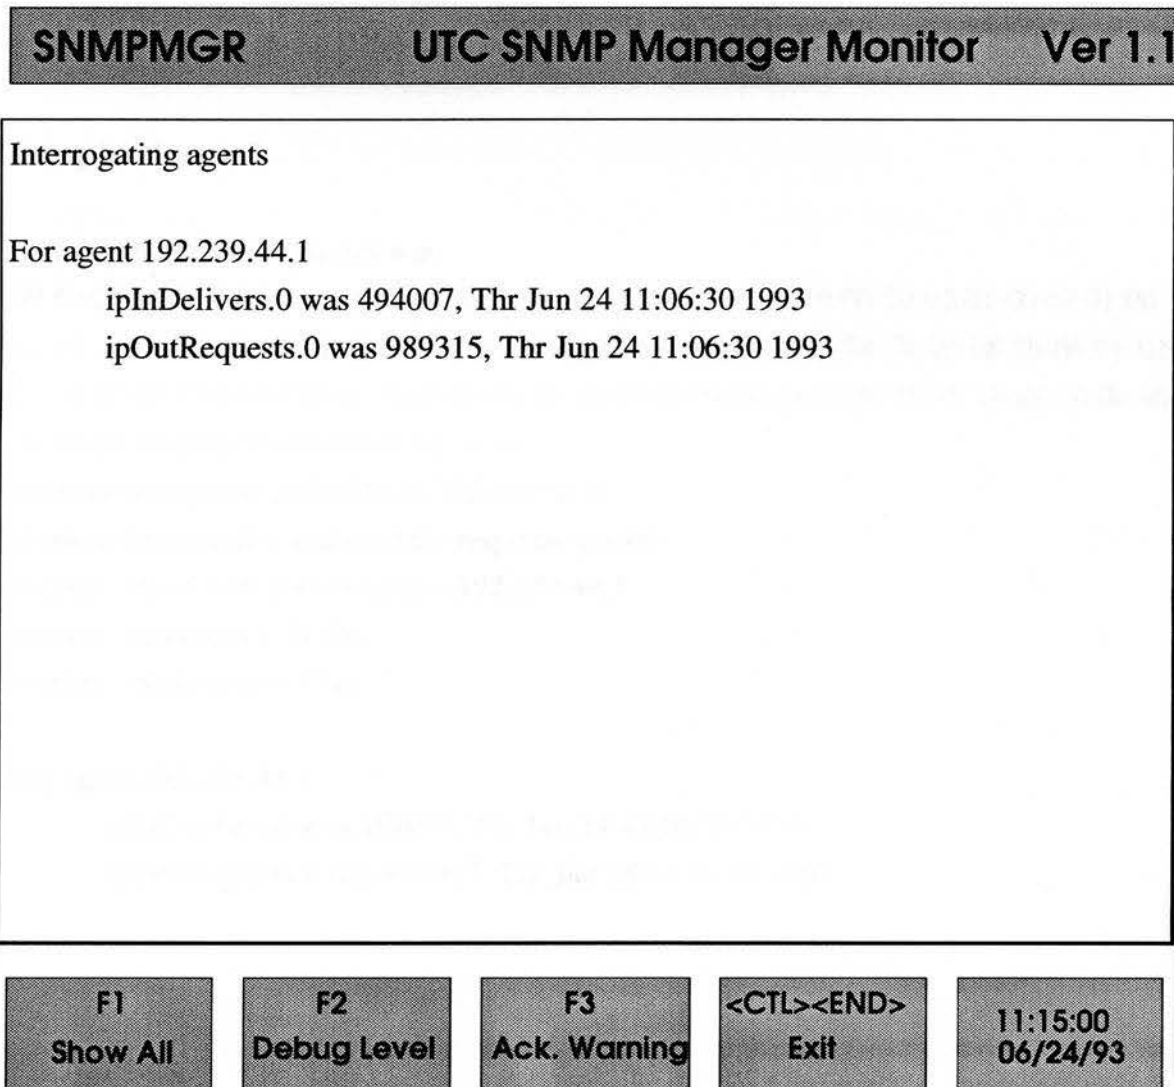 SNMPMGR UTC SNMP Manager Monitor Ver 1.1
Interrogating agents
For agent 192.239.44.1
ipInDelivers.0 was 494007, Thr Jun 24 11:06:30 1993
ipOutRequests.0 was 989315, Thr Jun 24 11:06:30 1993
F1
Show All
F2
Debug Level
F3
Ack. Warning
<CTL><END>
Exit
11:15:00
06/24/93